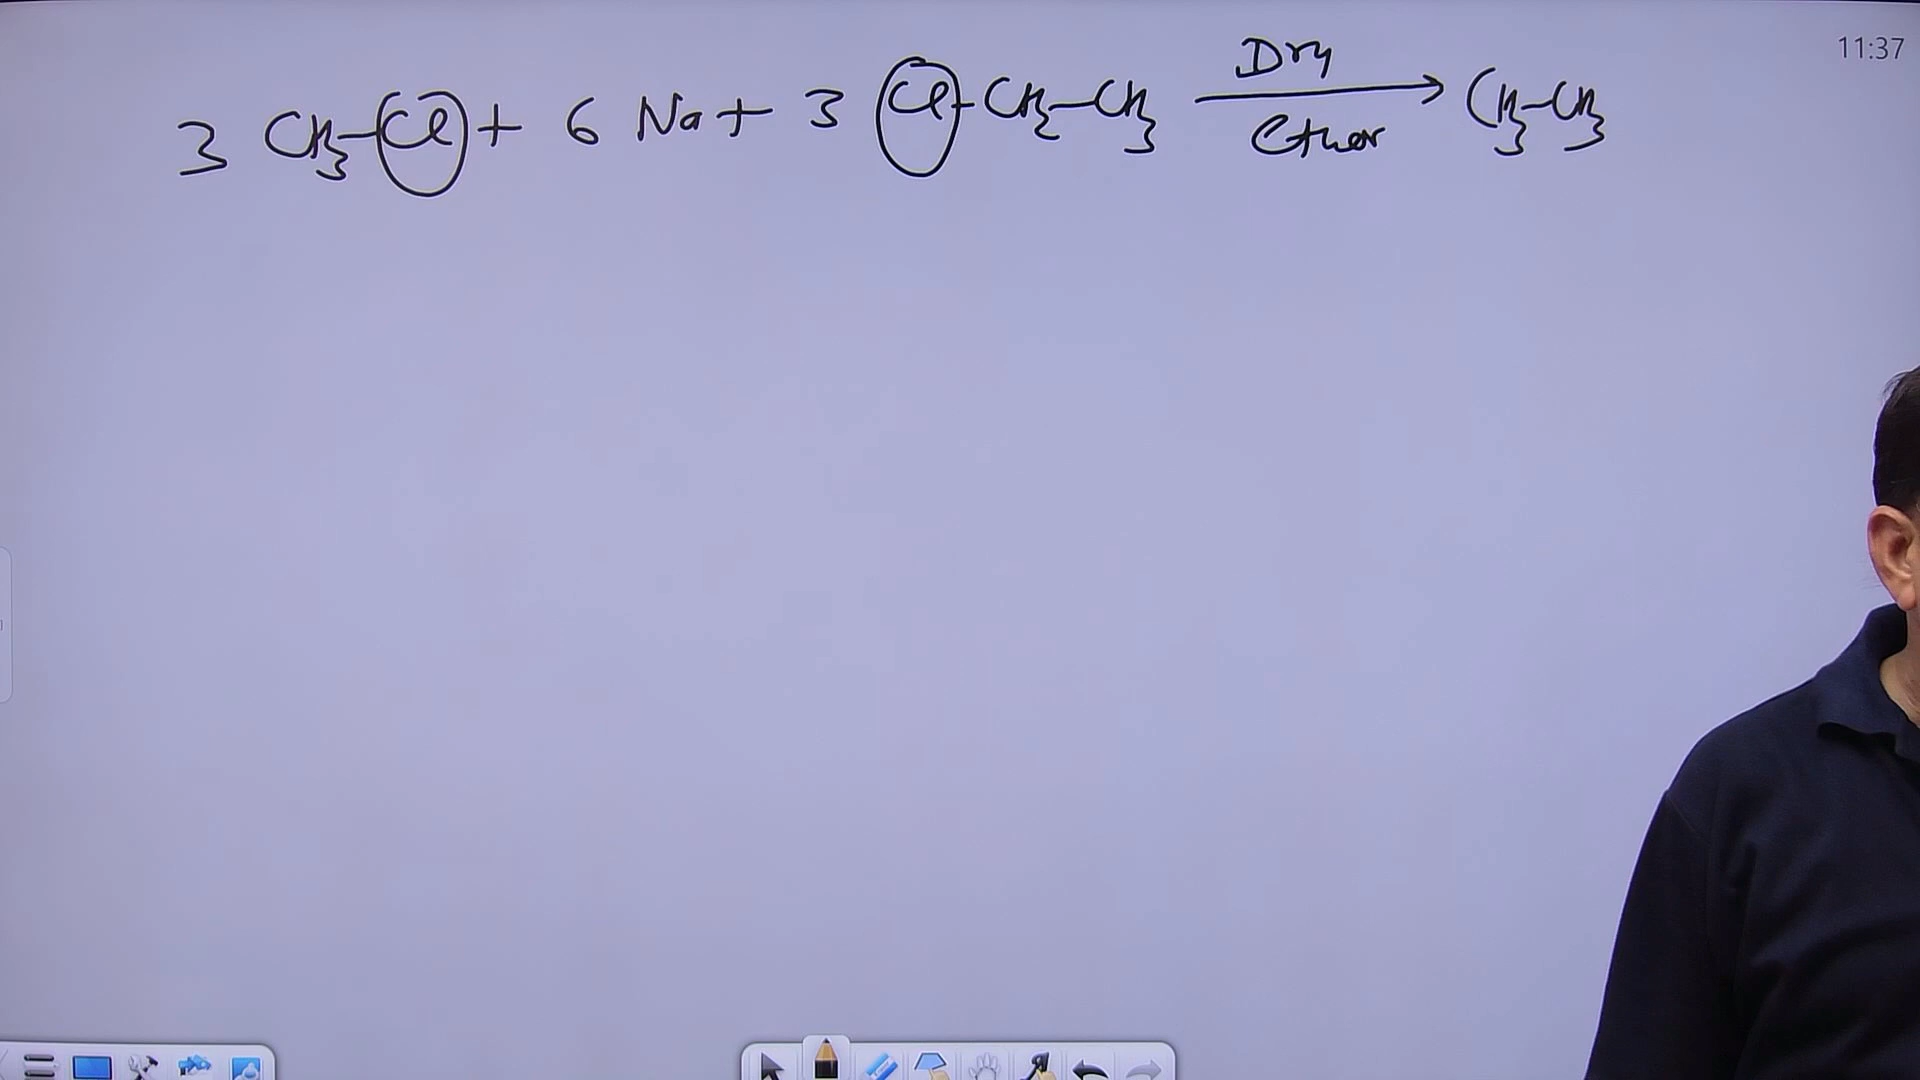 11:37
3 CH₃-Cl + 6 Na + 3 Cl-CH₂-CH₃ Dry Ether → CH₃-CH₃